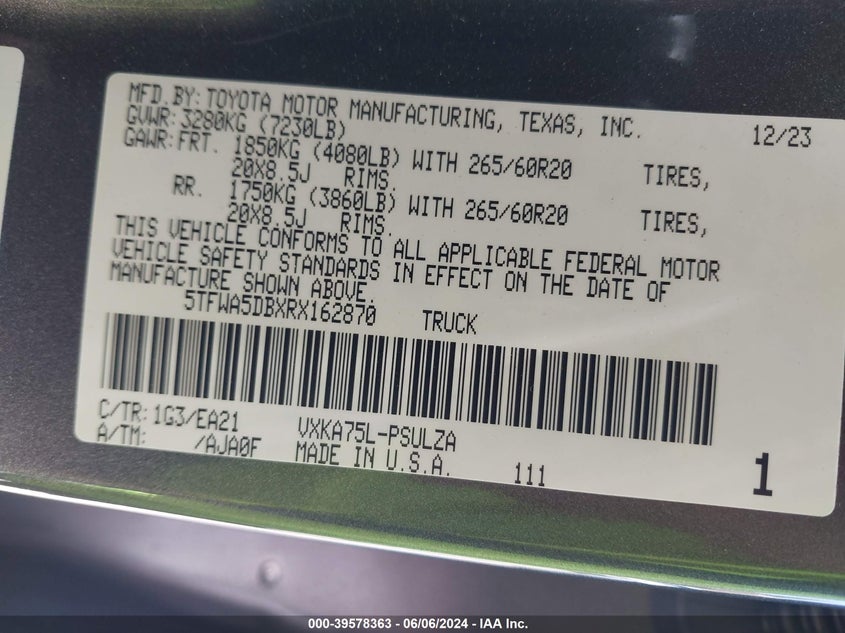 MFD.BY:TOYOTA MOTOR MANUFACTURING, TEXAS, INC. 12/23
GVWR:3280KG (7230LB)
GAWR:FRT. 1850KG (4080LB) WITH 265/60R20 TIRES,
20X8.5J RIMS.
RR. 1750KG (3860LB) WITH 265/60R20 TIRES,
20X8.5J RIMS.
THIS VEHICLE CONFORMS TO ALL APPLICABLE FEDERAL MOTOR
VEHICLE SAFETY STANDARDS IN EFFECT ON THE DATE OF
MANUFACTURE SHOWN ABOVE.
5TFWA5DBXRX162870 TRUCK
C/TR:1G3/EA21 VXKA75L-PSULZA
A/TM: /AJA0F MADE IN U.S.A. 111 1
000-39578363 - 06/06/2024 - IAA Inc.